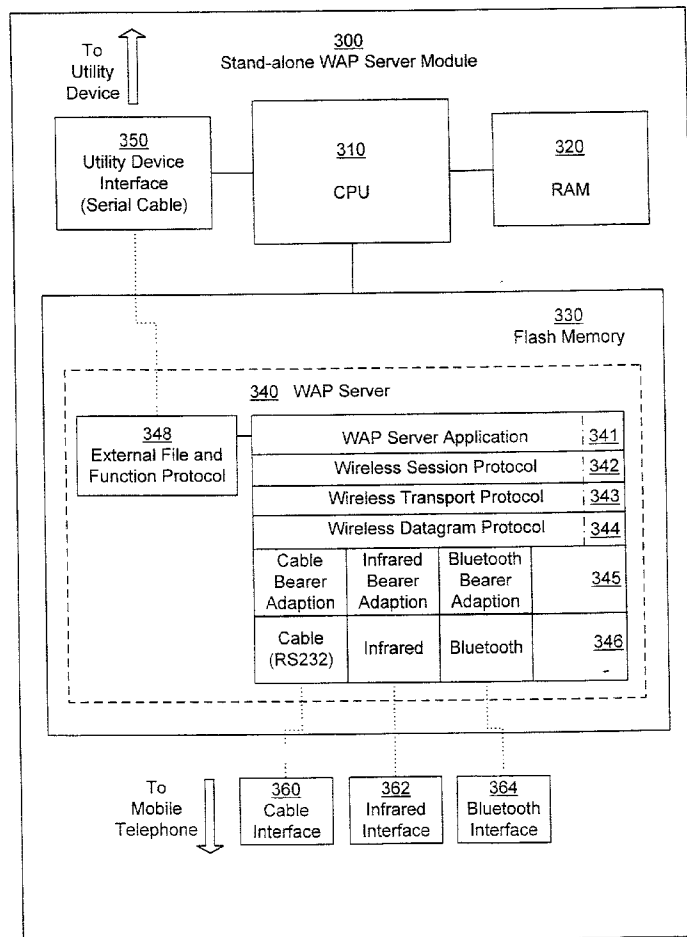 To
Utility
Device
300
Stand-alone WAP Server Module
350
Utility Device
Interface
(Serial Cable)
310
CPU
320
RAM
330
Flash Memory
340 WAP Server
348
External File and
Function Protocol
WAP Server Application 341
Wireless Session Protocol 342
Wireless Transport Protocol 343
Wireless Datagram Protocol 344
Cable
Bearer
Adaption
Infrared
Bearer
Adaption
Bluetooth
Bearer
Adaption
345
Cable
(RS232)
Infrared
Bluetooth
346
To
Mobile
Telephone
360
Cable
Interface
362
Infrared
Interface
364
Bluetooth
Interface